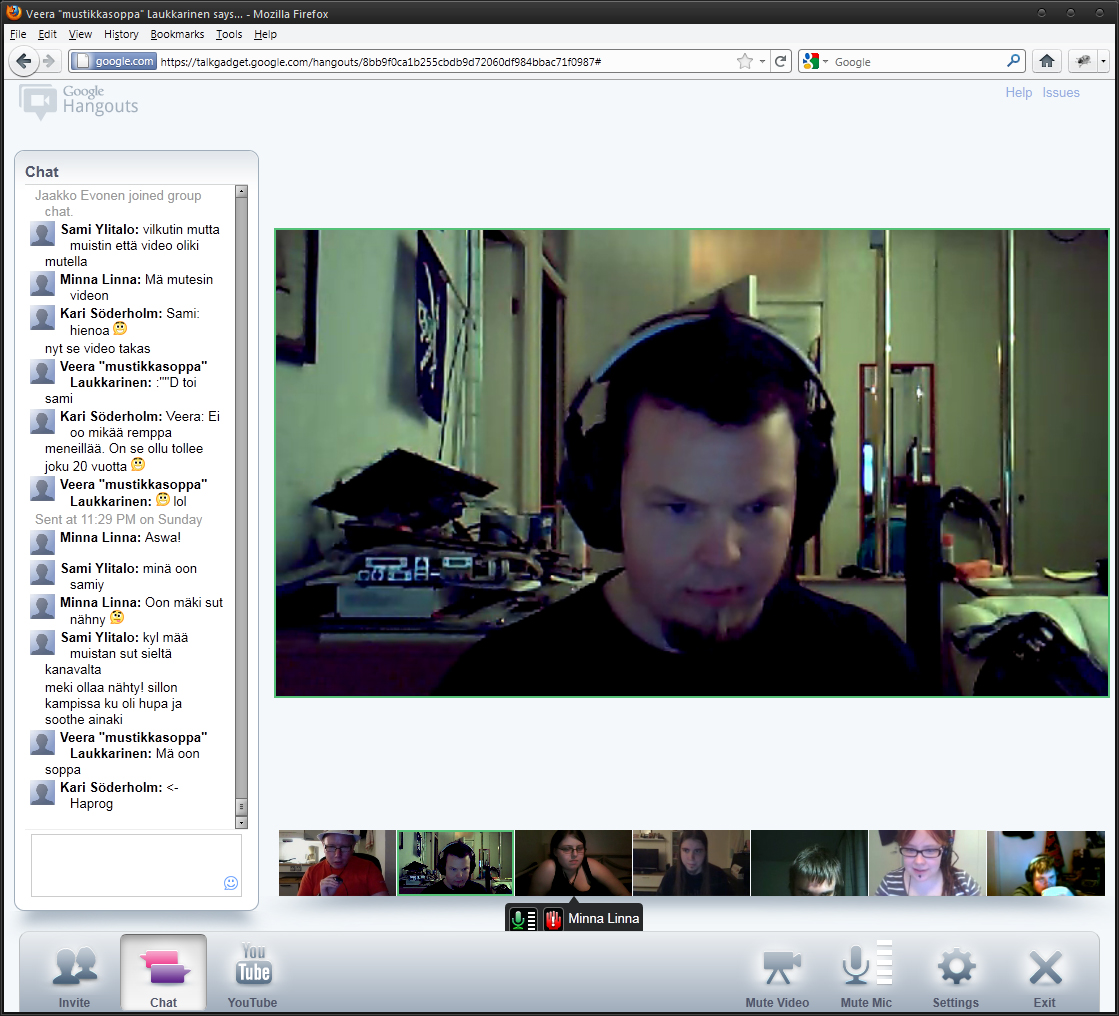 Veera "mustikkasoppa" Laukkarinen says... - Mozilla Firefox
File Edit View History Bookmarks Tools Help
google.com https://talkgadget.google.com/hangouts/8bb9f0ca1b255cbdb9d72060df984bbac71f0987# Google
Google
Hangouts
Help Issues
Chat
Jaakko Evonen joined group
chat.
Sami Ylitalo: vilkutin mutta
muistin että video oliki
mutella
Minna Linna: Mä mutesin
videon
Kari Söderholm: Sami:
hienoa
nyt se video takas
Veera "mustikkasoppa"
Laukkarinen: :""D toi
sami
Kari Söderholm: Veera: Ei
oo mikää remppa
meneillää. On se ollu tollee
joku 20 vuotta
Veera "mustikkasoppa"
Laukkarinen: lol
Sent at 11:29 PM on Sunday
Minna Linna: Aswa!
Sami Ylitalo: minä oon
samiy
Minna Linna: Oon mäki sut
nähny
Sami Ylitalo: kyl mää
muistan sut sieltä
kanavalta
meki ollaa nähty! sillon
kampissa ku oli hupa ja
soothe ainaki
Veera "mustikkasoppa"
Laukkarinen: Mä oon
soppa
Kari Söderholm: <-
Haprog
Minna Linna
Invite
Chat
You
Tube
YouTube
Mute Video
Mute Mic
Settings
Exit